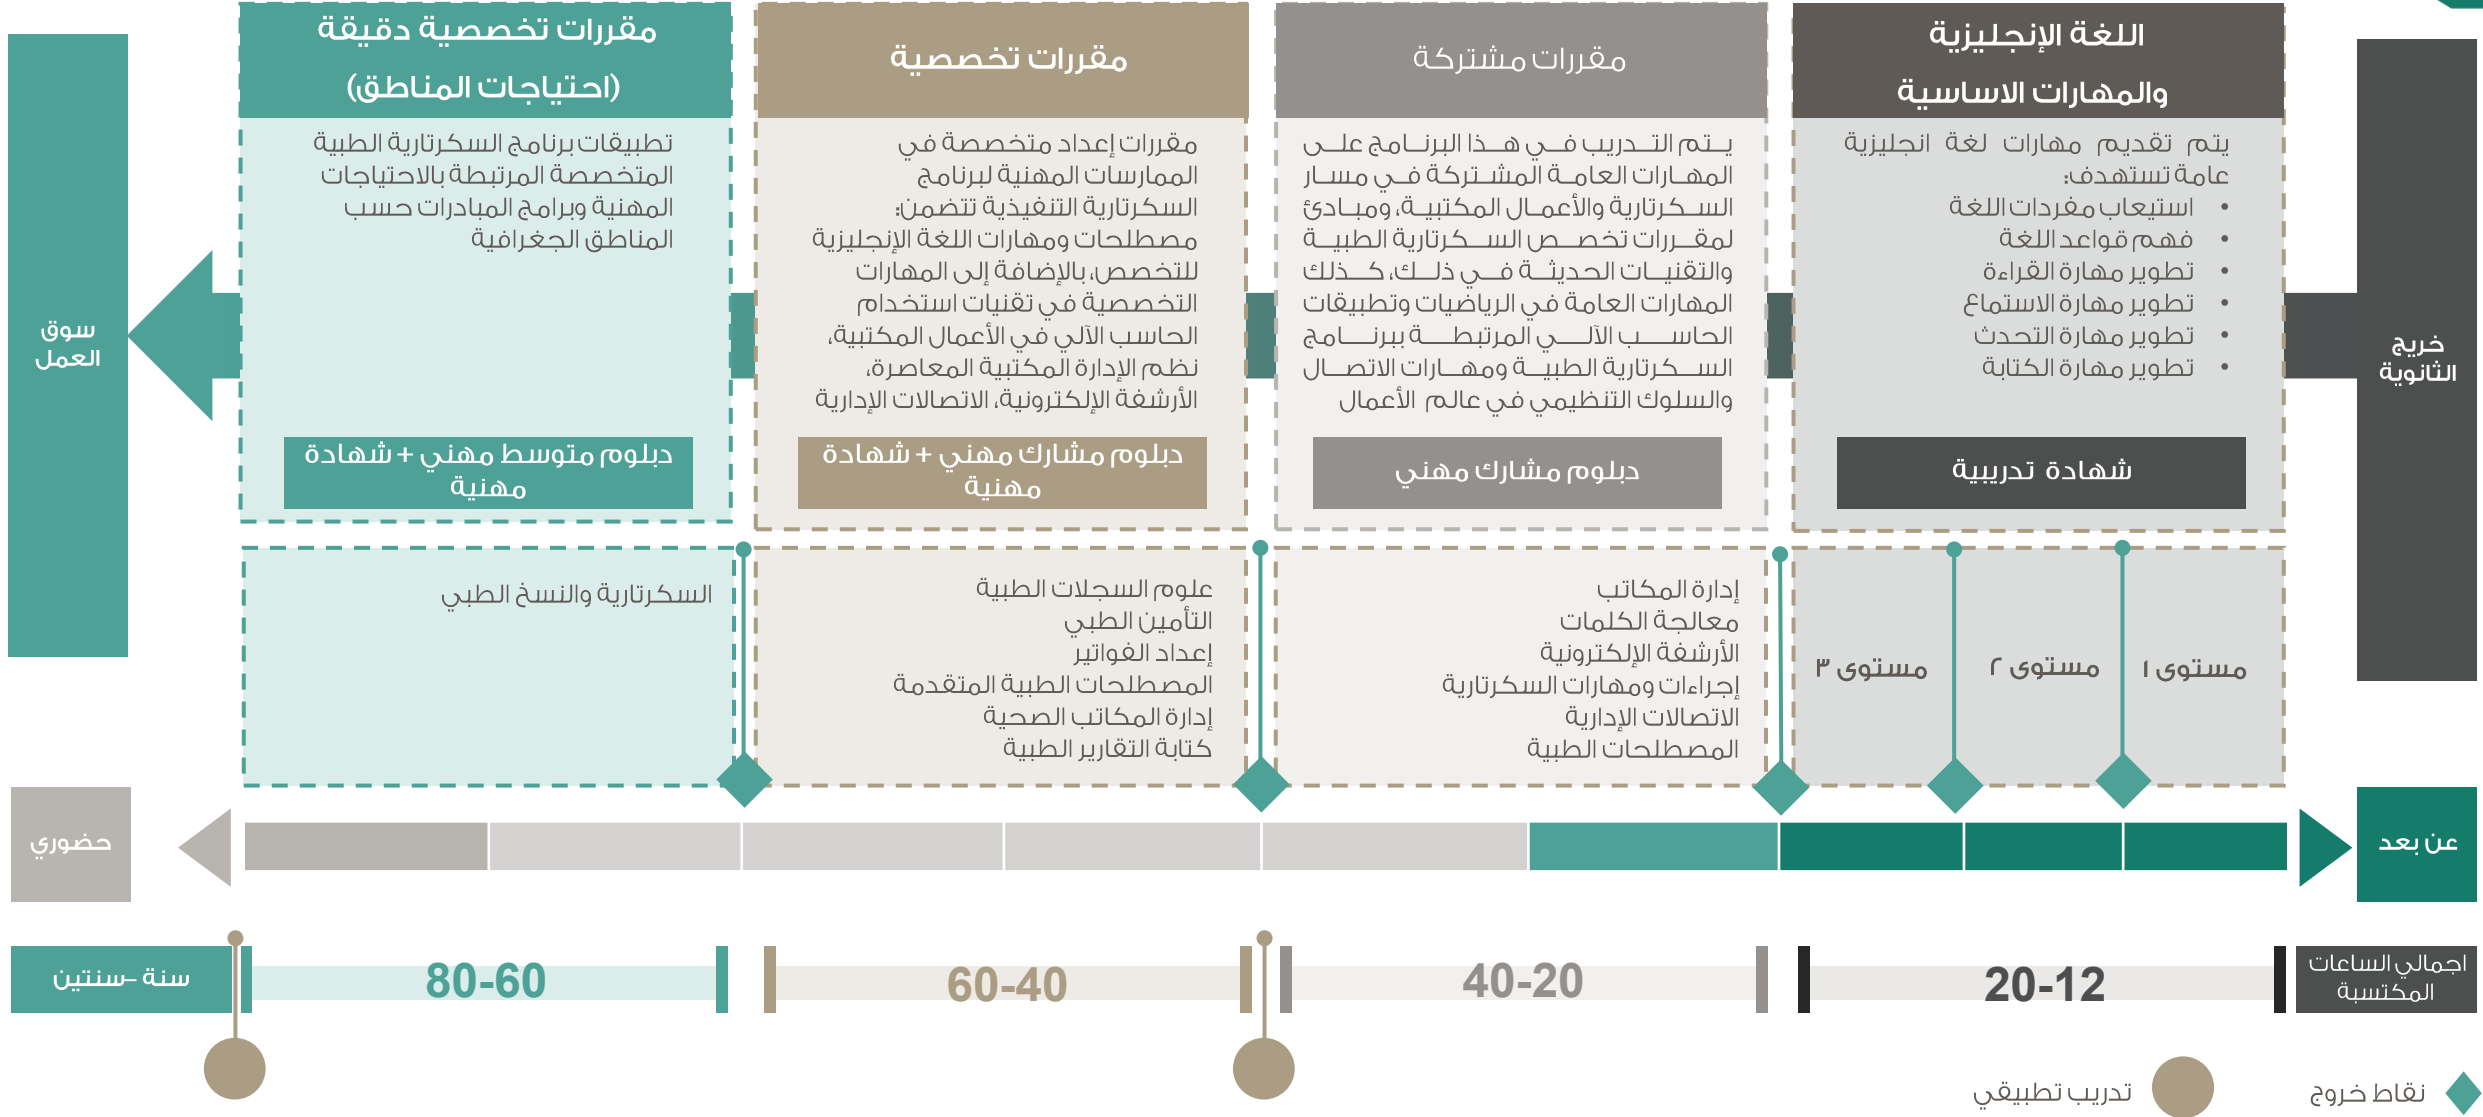 خريج
الثانوية
اللغة الإنجليزية
والمهارات الاساسية
يتم تقديم مهارات لغة انجليزية
عامة تستهدف:
• استيعاب مفردات اللغة
• فهم قواعد اللغة
• تطوير مهارة القراءة
• تطوير مهارة الاستماع
• تطوير مهارة التحدث
• تطوير مهارة الكتابة
شهادة تدريبية
مقررات مشتركة
يتم التدريب في هذا البرنامج على
المهارات العامة المشتركة في مسار
السكرتارية والأعمال المكتبية، ومبادئ
لمقررات تخصص السكرتارية الطبية
والتقنيات الحديثة في ذلك، كذلك
المهارات العامة في الرياضيات وتطبيقات
الحاسب الآلي المرتبطة ببرنامج
السكرتارية الطبية ومهارات الاتصال
والسلوك التنظيمي في عالم الأعمال
دبلوم مشارك مهني
مقررات تخصصية
مقررات إعداد متخصصة في
الممارسات المهنية لبرنامج
السكرتارية التنفيذية تتضمن:
مصطلحات ومهارات اللغة الإنجليزية
للتخصص، بالإضافة إلى المهارات
التخصصية في تقنيات استخدام
الحاسب الآلي في الأعمال المكتبية،
نظم الإدارة المكتبية المعاصرة،
الأرشفة الإلكترونية، الاتصالات الإدارية
دبلوم مشارك مهني + شهادة
مهنية
مقررات تخصصية دقيقة
(احتياجات المناطق)
تطبيقات برنامج السكرتارية الطبية
المتخصصة المرتبطة بالاحتياجات
المهنية وبرامج المبادرات حسب
المناطق الجغرافية
دبلوم متوسط مهني + شهادة
مهنية
سوق
العمل
مستوى ١
مستوى ٢
مستوى ٣
إدارة المكاتب
معالجة الكلمات
الأرشفة الإلكترونية
إجراءات ومهارات السكرتارية
الاتصالات الإدارية
المصطلحات الطبية
علوم السجلات الطبية
التأمين الطبي
إعداد الفواتير
المصطلحات الطبية المتقدمة
إدارة المكاتب الصحية
كتابة التقارير الطبية
السكرتارية والنسخ الطبي
عن بعد
حضوري
اجمالي الساعات
المكتسبة
20-12
40-20
60-40
80-60
سنة –سنتين
نقاط خروج
تدريب تطبيقي